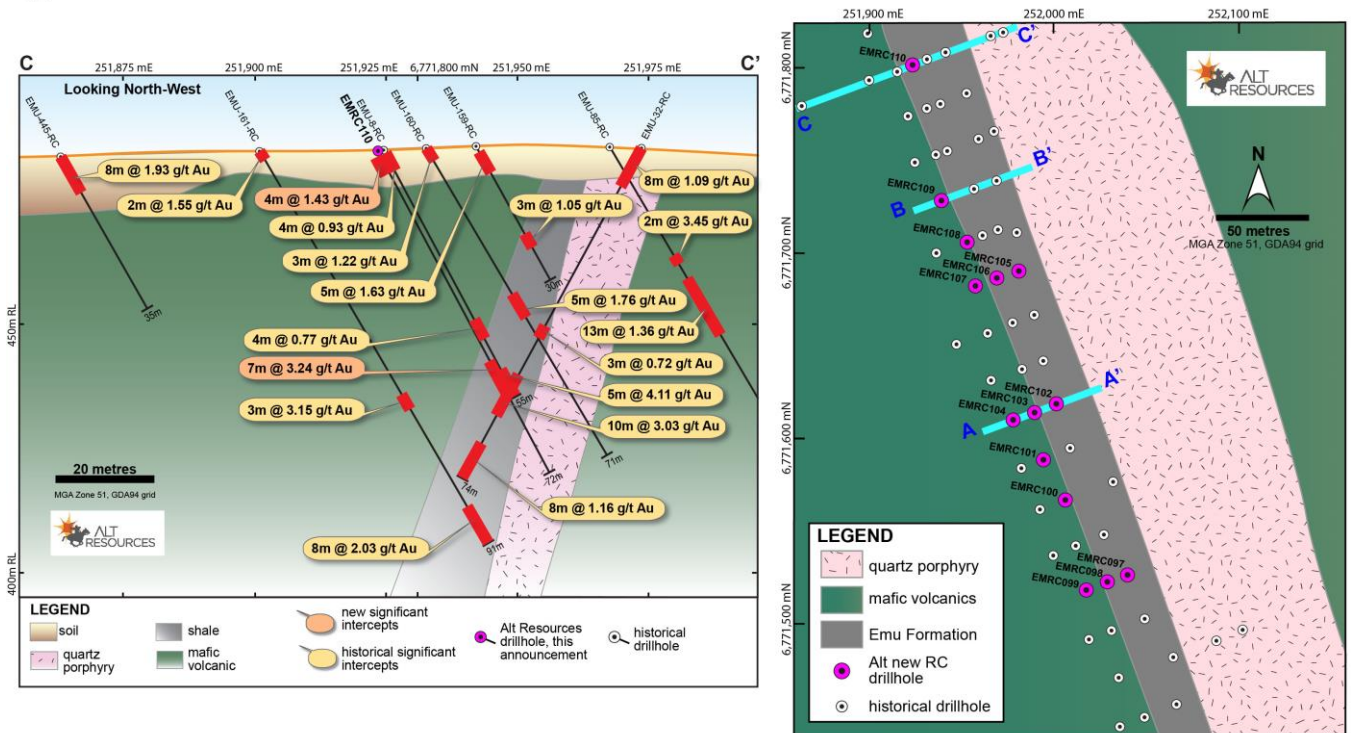 C
C'
251,875 mE
251,900 mE
251,925 mE
6,771,800 mN
251,950 mE
251,975 mE
Looking North-West
EMU-445-RC
EMU-161-RC
EMU-8-RC
EMRC110
EMU-160-RC
EMU-159-RC
EMU-85-RC
EMU-32-RC
8m @ 1.93 g/t Au
2m @ 1.55 g/t Au
4m @ 1.43 g/t Au
4m @ 0.93 g/t Au
3m @ 1.22 g/t Au
5m @ 1.63 g/t Au
3m @ 1.05 g/t Au
8m @ 1.09 g/t Au
2m @ 3.45 g/t Au
5m @ 1.76 g/t Au
13m @ 1.36 g/t Au
4m @ 0.77 g/t Au
7m @ 3.24 g/t Au
3m @ 3.15 g/t Au
3m @ 0.72 g/t Au
5m @ 4.11 g/t Au
10m @ 3.03 g/t Au
8m @ 1.16 g/t Au
8m @ 2.03 g/t Au
35m
30m
55m
71m
72m
74m
91m
450m RL
400m RL
20 metres
MGA Zone 51, GDA94 grid
ALT
RESOURCES
LEGEND
soil
quartz
porphyry
shale
mafic
volcanic
new significant
intercepts
historical significant
intercepts
Alt Resources
drillhole, this
announcement
historical
drillhole
251,900 mE
252,000 mE
252,100 mE
6,771,800 mN
6,771,700 mN
6,771,600 mN
6,771,500 mN
C
C'
B
B'
A
A'
EMRC110
EMRC109
EMRC108
EMRC105
EMRC106
EMRC107
EMRC102
EMRC103
EMRC104
EMRC101
EMRC100
EMRC097
EMRC098
EMRC099
ALT
RESOURCES
N
50 metres
MGA Zone 51, GDA94 grid
LEGEND
quartz porphyry
mafic volcanics
Emu Formation
Alt new RC
drillhole
historical drillhole